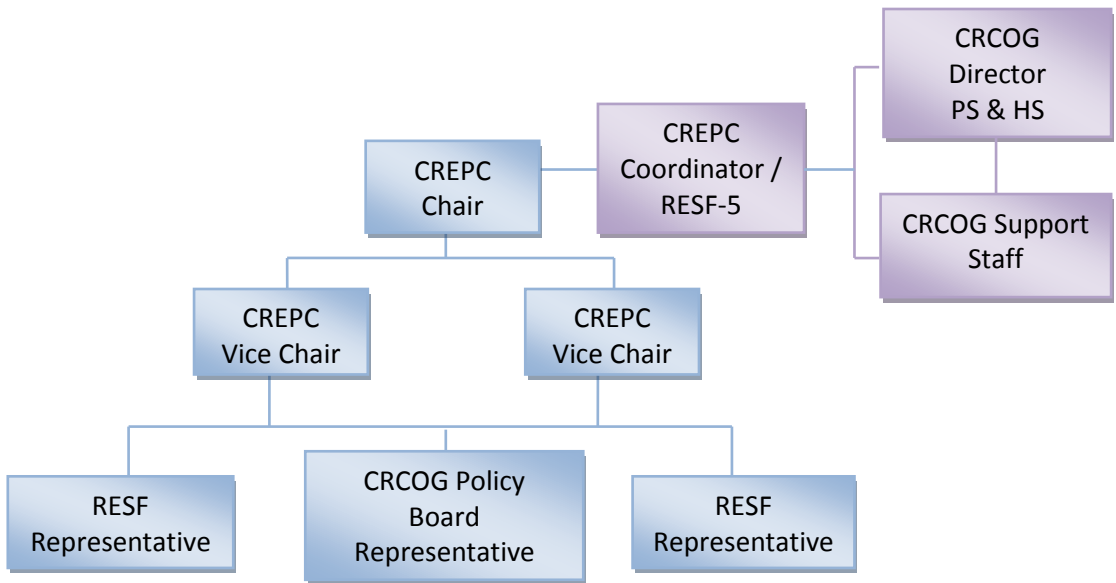 CRCOG
Director
PS & HS
CREPC
Coordinator /
RESF-5
CREPC
Chair
CRCOG Support
Staff
CREPC
Vice Chair
CREPC
Vice Chair
RESF
Representative
CRCOG Policy
Board
Representative
RESF
Representative